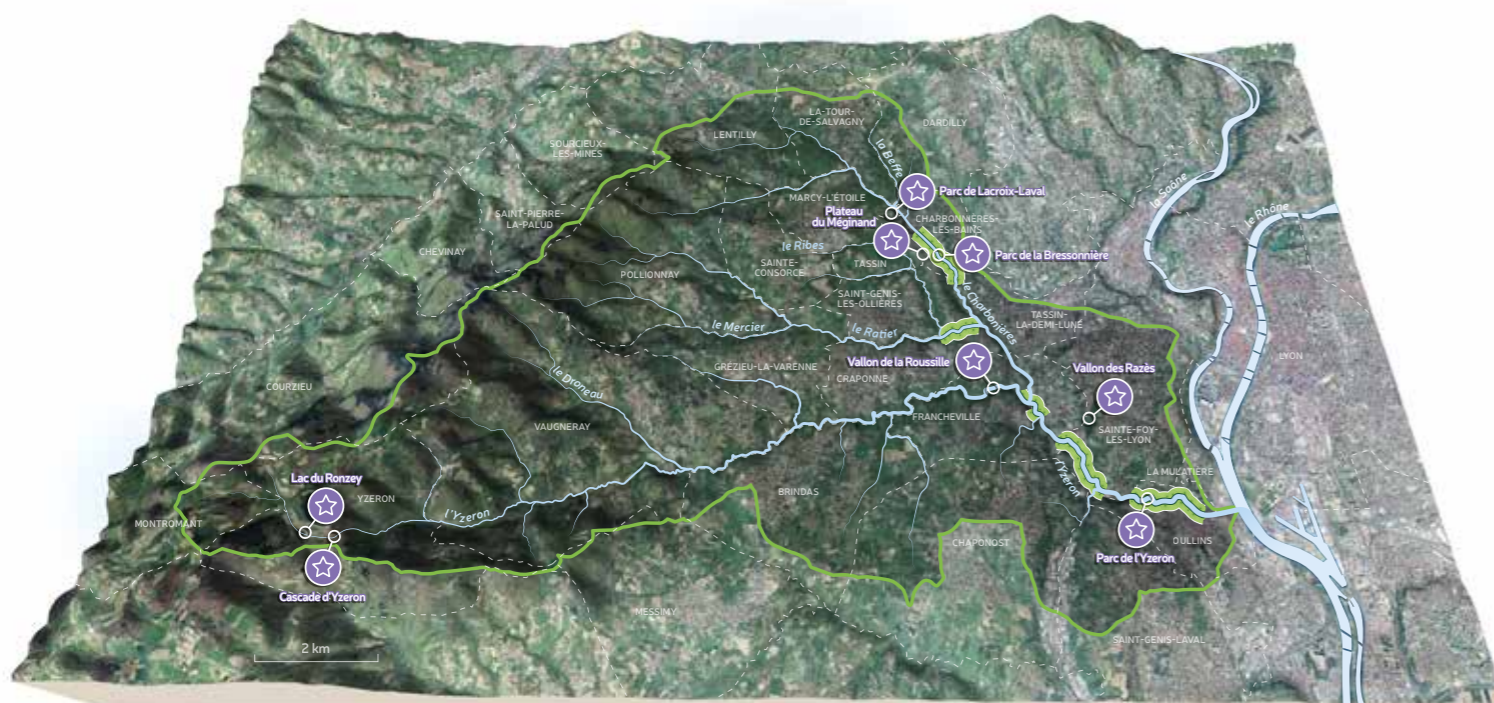 LA-TOUR-
DE-SALVAGNY
DARDILLY
LENTILLY
SOURCIEUX-
LES-MINES
la Beffe
la Saône
le Rhône
Parc de Lacroix-Laval
MARCY-L'ÉTOILE
Plateau
du Méginand
CHARBONNIÈRES-
LES-BAINS
SAINT-PIERRE-
LA-PALUD
CHEVINAY
le Ribes
Parc de la Bressonnière
POLLIONNAY
SAINTE-
CONSORCE
TASSIN
SAINT-GENIS-
LES-OLLIÈRES
le Charbonières
TASSIN-
LA-DEMI-LUNE
le Mercier
le Ratier
LYON
Vallon de la Roussille
Vallon des Razès
GRÉZIEU-LA-VARENNE
CRAPONNE
COURZIEU
le Droneau
FRANCHEVILLE
VAUGNERAY
SAINTE-FOY-
LES-LYON
LA MULATIÈRE
l'Yzeron
Lac du Ronzey
YZERON
BRINDAS
l'Yzeron
MONTROMANT
CHAPONOST
OULLINS
Parc de l'Yzeron
Cascade d'Yzeron
MESSIMY
SAINT-GENIS-LAVAL
2 km